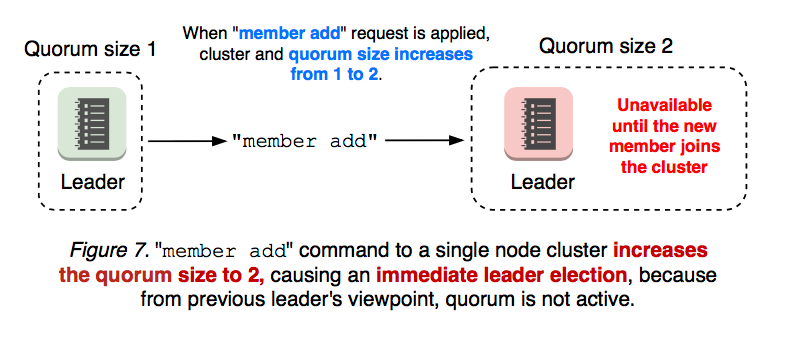 Quorum size 1
When "member add" request is applied,
cluster and quorum size increases
from 1 to 2.
Quorum size 2
Leader
"member add"
Leader
Unavailable
until the new
member joins
the cluster
Figure 7. "member add" command to a single node cluster increases
the quorum size to 2, causing an immediate leader election, because
from previous leader's viewpoint, quorum is not active.